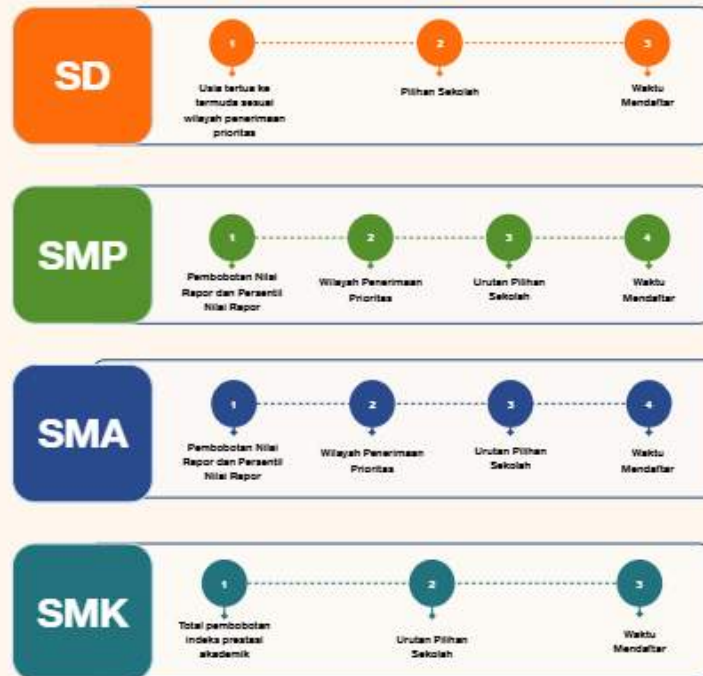 SD
1
2
3
Usia tertua ke
termuda sesuai
wilayah penerimaan
prioritas
Pilihan Sekolah
Waktu
Mendaftar
SMP
1
2
3
4
Pembobotan Nilai
Rapor dan Persentil
Nilai Rapor
Wilayah Penerimaan
Prioritas
Urutan Pilihan
Sekolah
Waktu
Mendaftar
SMA
1
2
3
4
Pembobotan Nilai
Rapor dan Persentil
Nilai Rapor
Wilayah Penerimaan
Prioritas
Urutan Pilihan
Sekolah
Waktu
Mendaftar
SMK
1
2
3
Total pembobotan
indeks prestasi
akademik
Urutan Pilihan
Sekolah
Waktu
Mendaftar